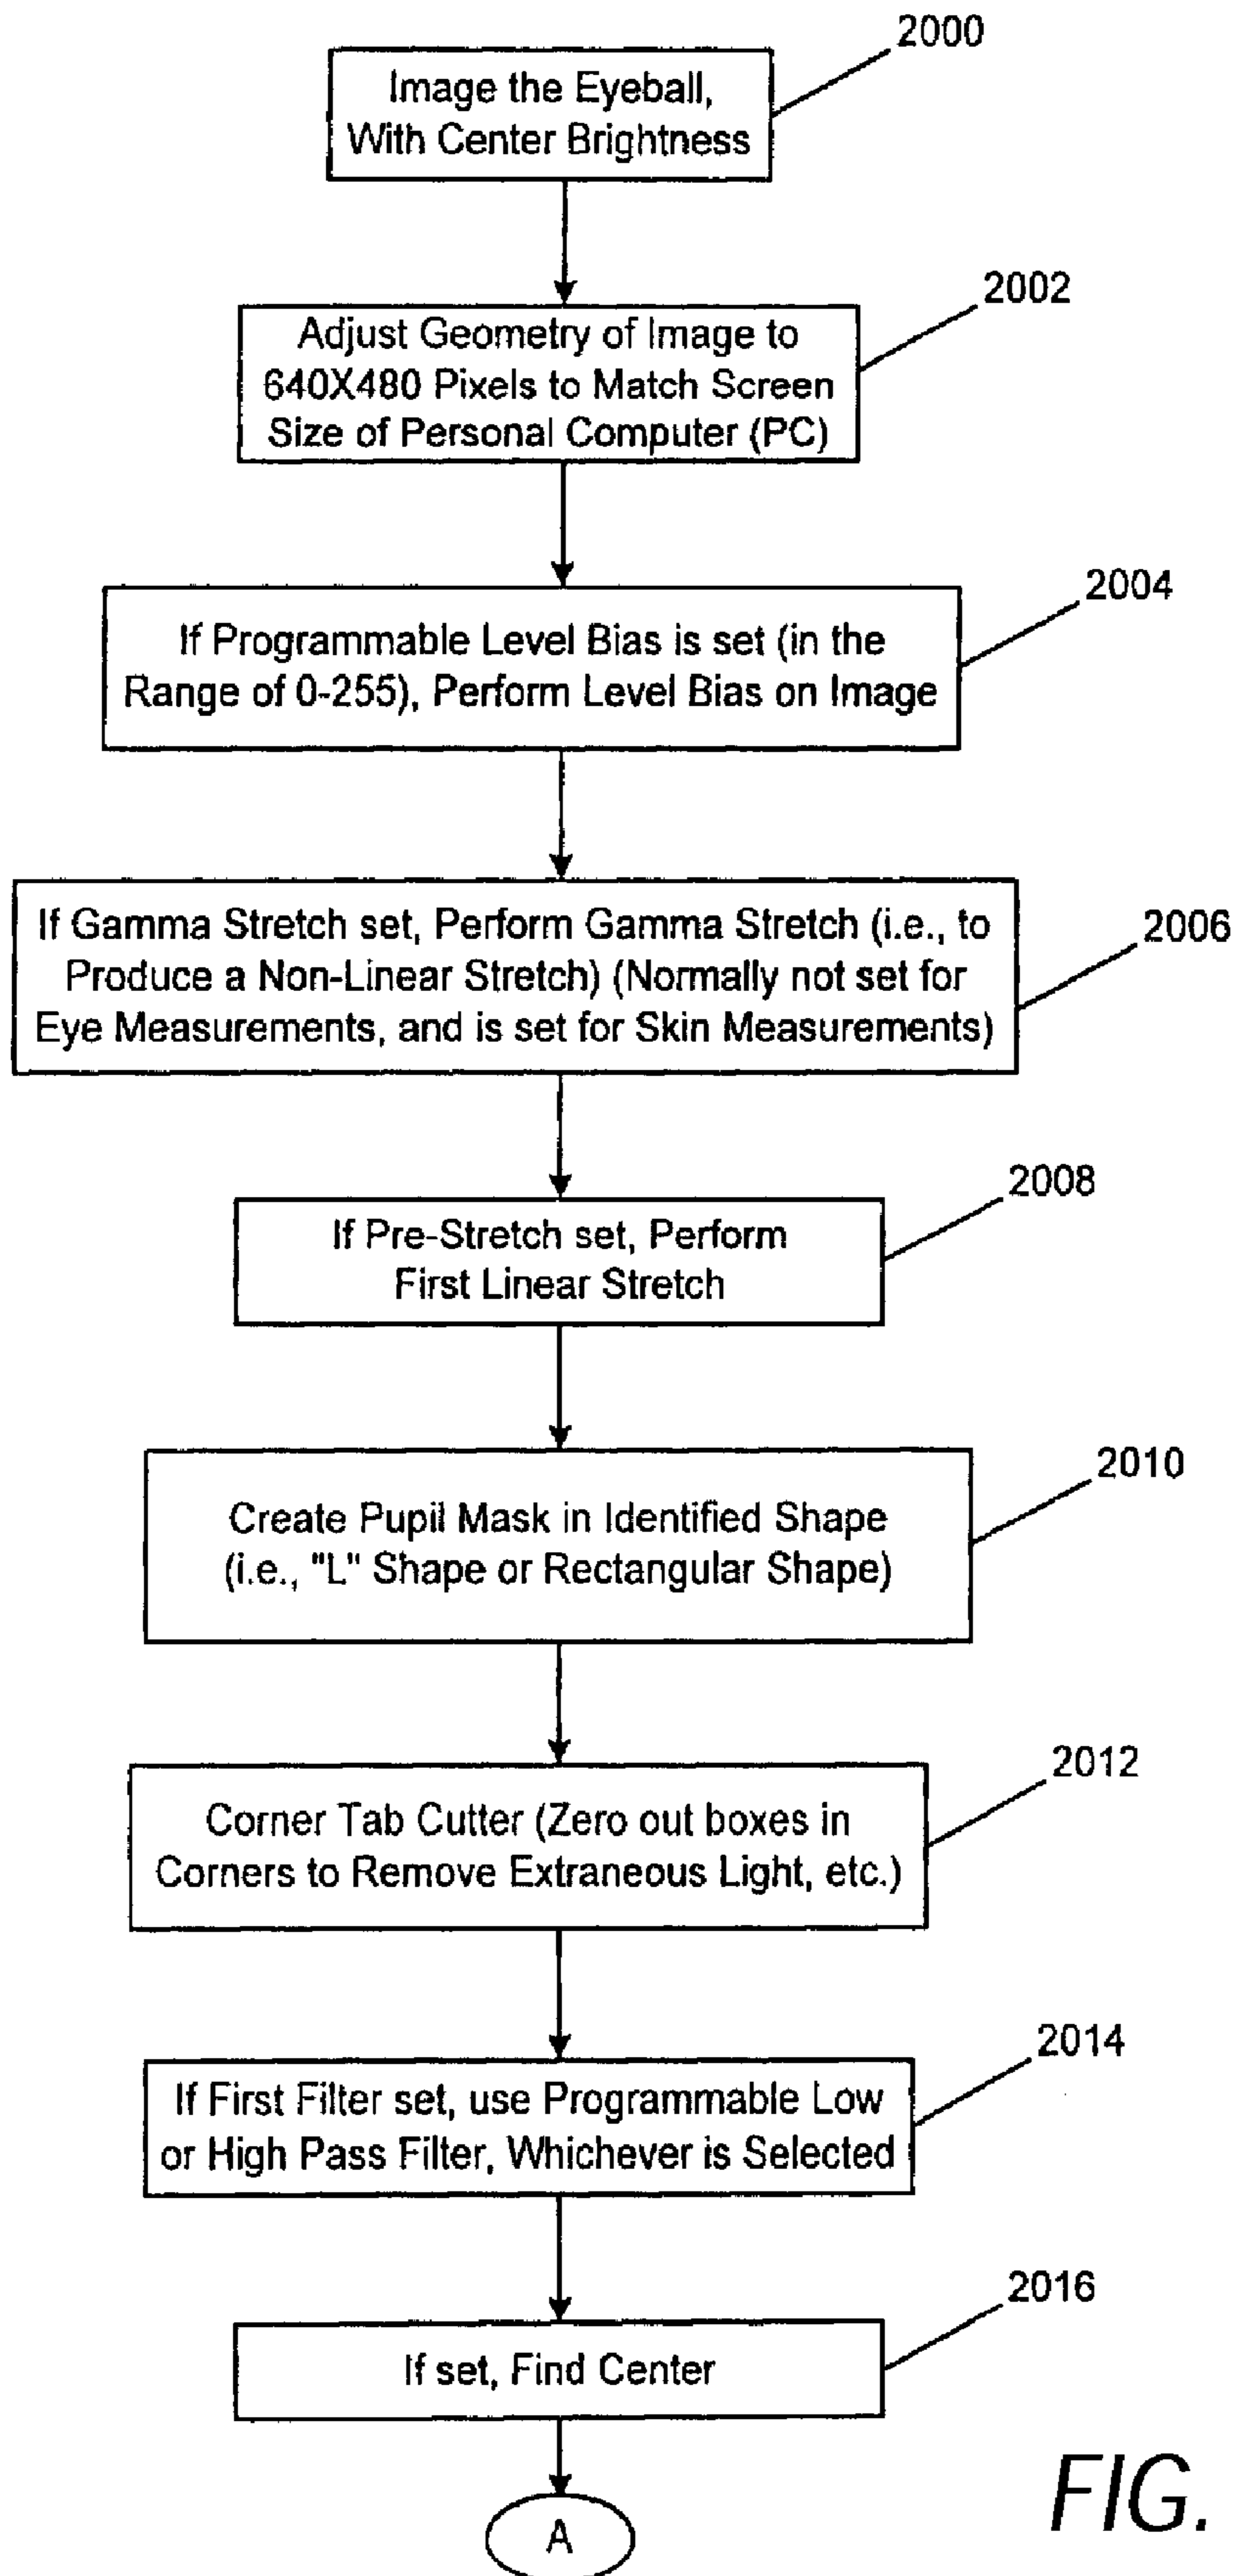 2000
Image the Eyeball,
With Center Brightness
2002
Adjust Geometry of Image to
640X480 Pixels to Match Screen
Size of Personal Computer (PC)
2004
If Programmable Level Bias is set (in the
Range of 0-255), Perform Level Bias on Image
2006
If Gamma Stretch set, Perform Gamma Stretch (i.e., to
Produce a Non-Linear Stretch) (Normally not set for
Eye Measurements, and is set for Skin Measurements)
2008
If Pre-Stretch set, Perform
First Linear Stretch
2010
Create Pupil Mask in Identified Shape
(i.e., "L" Shape or Rectangular Shape)
2012
Corner Tab Cutter (Zero out boxes in
Corners to Remove Extraneous Light, etc.)
2014
If First Filter set, use Programmable Low
or High Pass Filter, Whichever is Selected
2016
If set, Find Center
FIG.
A